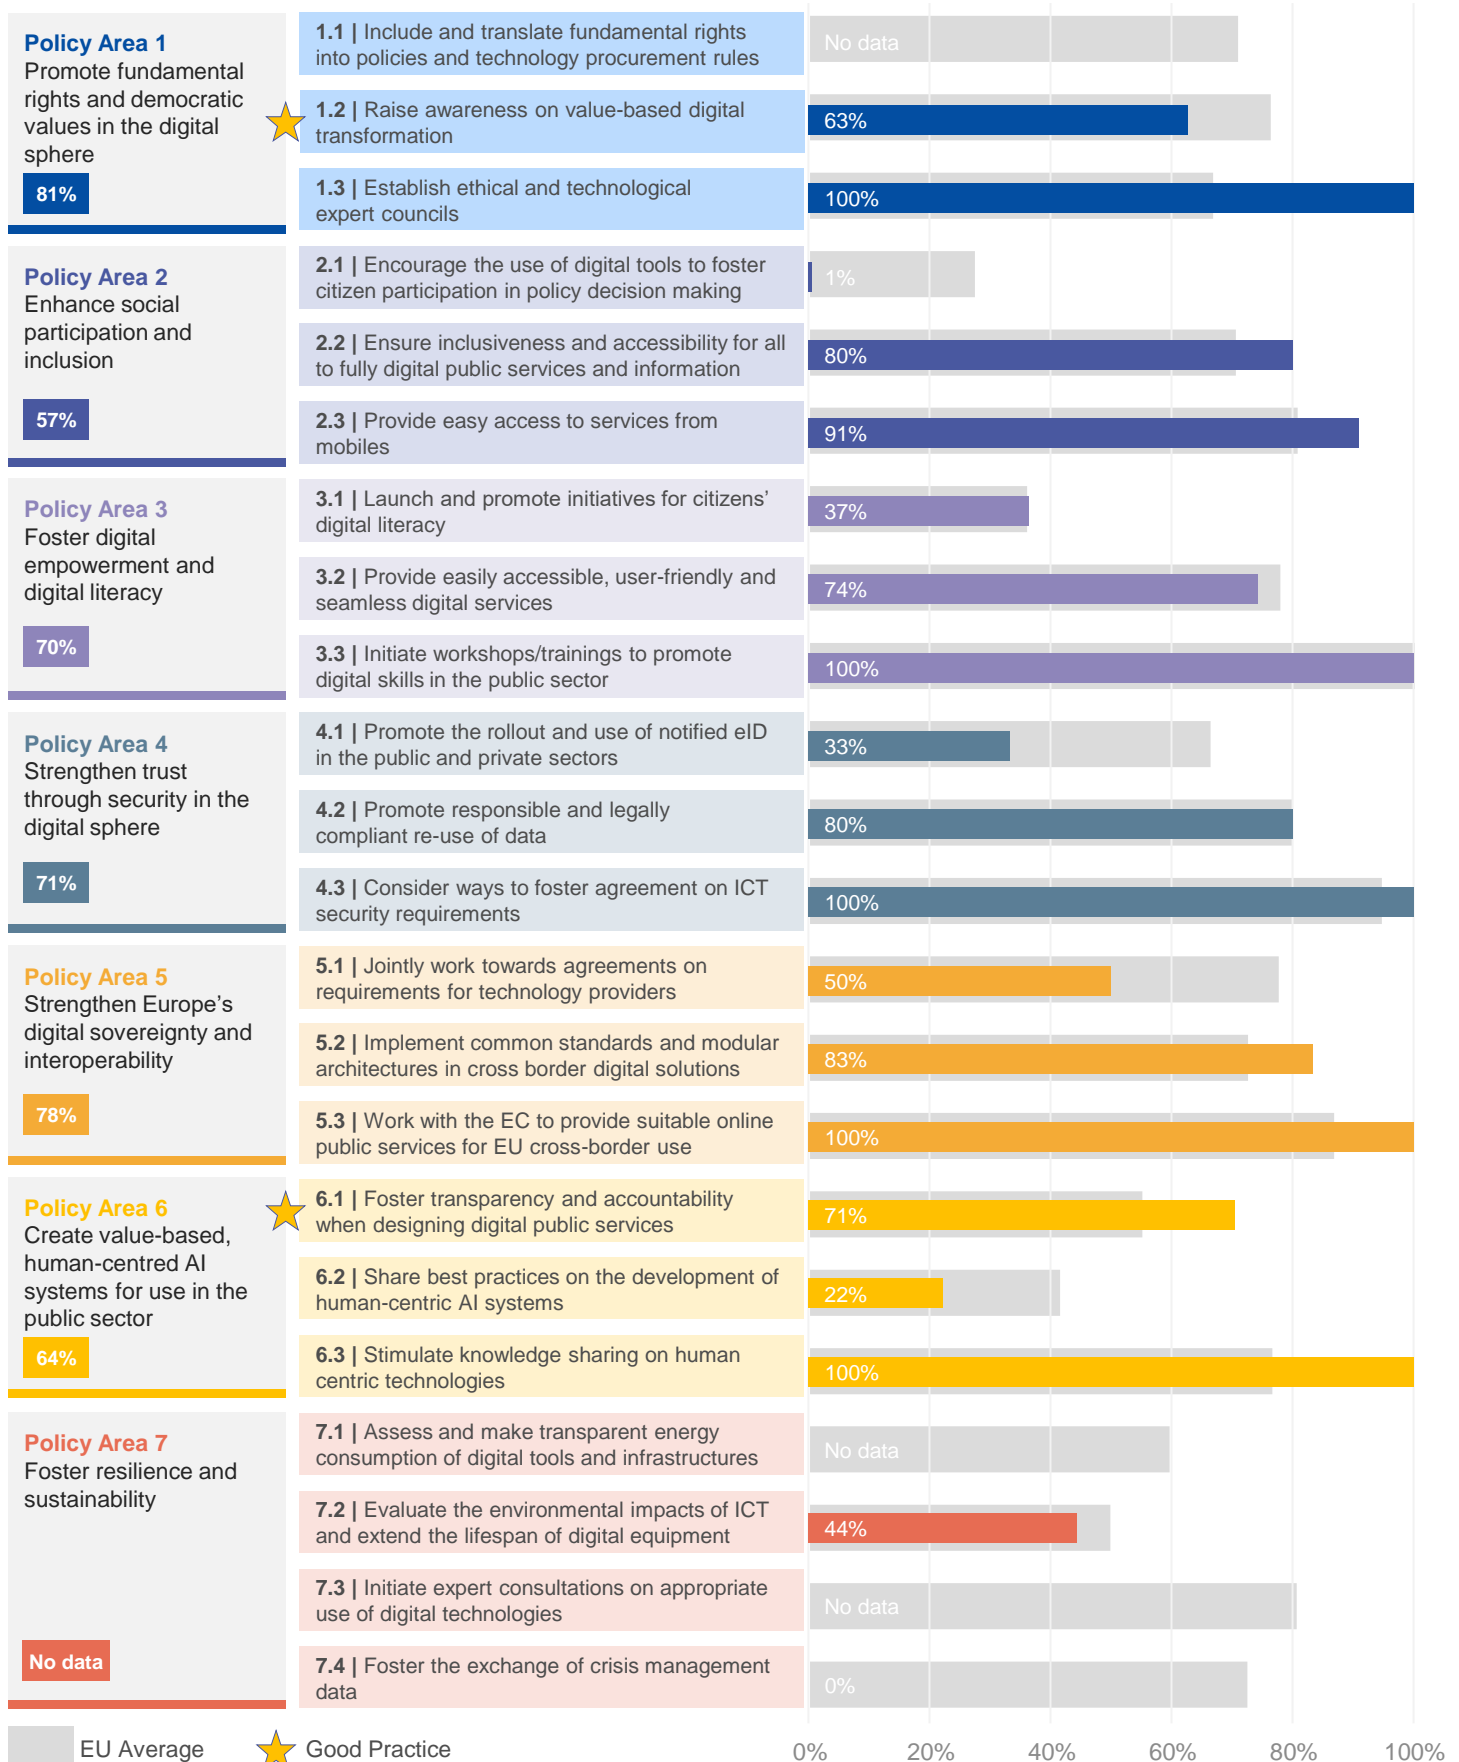 Policy Area 1
Promote fundamental
rights and democratic
values in the digital
sphere
81%
1.1 | Include and translate fundamental rights
into policies and technology procurement rules
No data
1.2 | Raise awareness on value-based digital
transformation
63%
1.3 | Establish ethical and technological
expert councils
100%
Policy Area 2
Enhance social
participation and
inclusion
57%
2.1 | Encourage the use of digital tools to foster
citizen participation in policy decision making
1%
2.2 | Ensure inclusiveness and accessibility for all
to fully digital public services and information
80%
2.3 | Provide easy access to services from
mobiles
91%
Policy Area 3
Foster digital
empowerment and
digital literacy
70%
3.1 | Launch and promote initiatives for citizens’
digital literacy
37%
3.2 | Provide easily accessible, user-friendly and
seamless digital services
74%
3.3 | Initiate workshops/trainings to promote
digital skills in the public sector
100%
Policy Area 4
Strengthen trust
through security in the
digital sphere
71%
4.1 | Promote the rollout and use of notified eID
in the public and private sectors
33%
4.2 | Promote responsible and legally
compliant re-use of data
80%
4.3 | Consider ways to foster agreement on ICT
security requirements
100%
Policy Area 5
Strengthen Europe’s
digital sovereignty and
interoperability
78%
5.1 | Jointly work towards agreements on
requirements for technology providers
50%
5.2 | Implement common standards and modular
architectures in cross border digital solutions
83%
5.3 | Work with the EC to provide suitable online
public services for EU cross-border use
100%
Policy Area 6
Create value-based,
human-centred AI
systems for use in the
public sector
64%
6.1 | Foster transparency and accountability
when designing digital public services
71%
6.2 | Share best practices on the development of
human-centric AI systems
22%
6.3 | Stimulate knowledge sharing on human
centric technologies
100%
Policy Area 7
Foster resilience and
sustainability
No data
7.1 | Assess and make transparent energy
consumption of digital tools and infrastructures
No data
7.2 | Evaluate the environmental impacts of ICT
and extend the lifespan of digital equipment
44%
7.3 | Initiate expert consultations on appropriate
use of digital technologies
No data
7.4 | Foster the exchange of crisis management
data
0%
EU Average
Good Practice
0% 20% 40% 60% 80% 100%